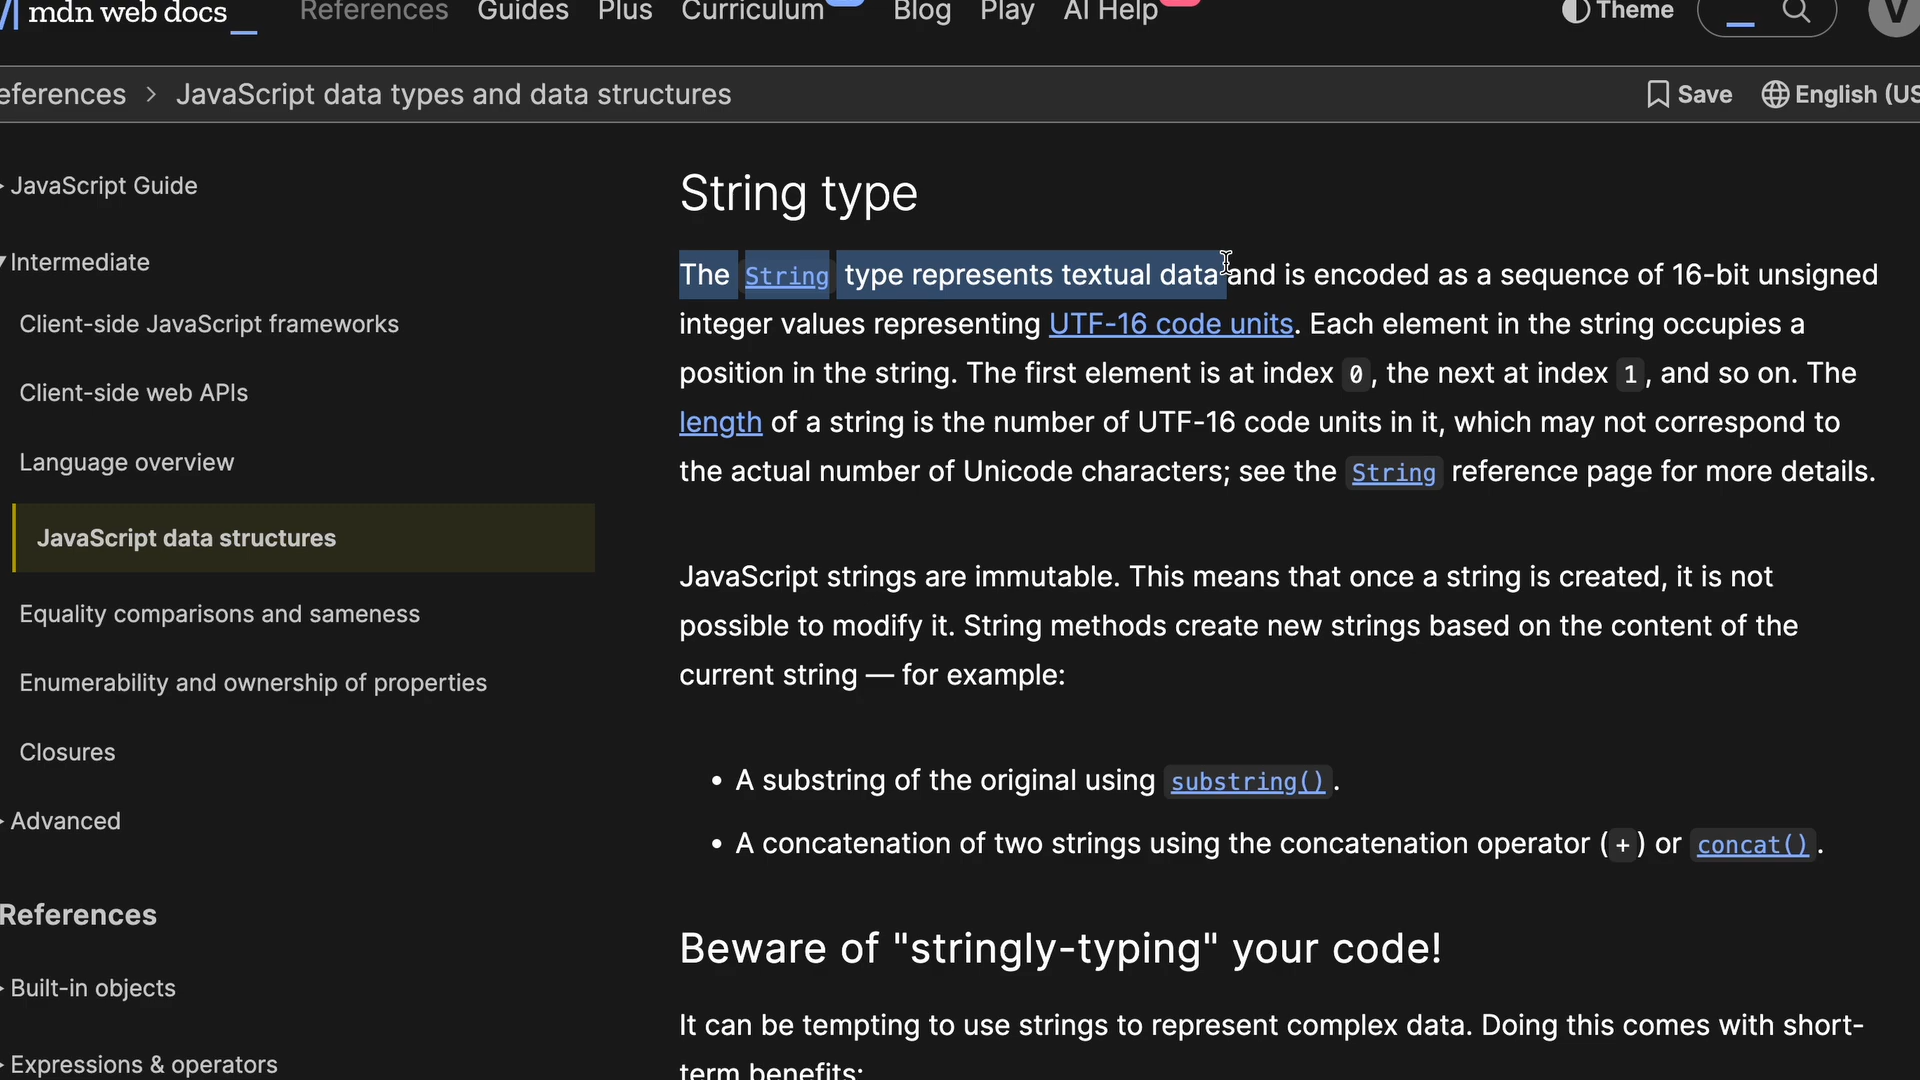 mdn web docs_
References Guides Plus Curriculum Blog Play AI Help
Theme
V
eferences > JavaScript data types and data structures
Save English (US
JavaScript Guide
Intermediate
Client-side JavaScript frameworks
Client-side web APIs
Language overview
JavaScript data structures
Equality comparisons and sameness
Enumerability and ownership of properties
Closures
Advanced
References
Built-in objects
Expressions & operators
String type
The String type represents textual data and is encoded as a sequence of 16-bit unsigned
integer values representing UTF-16 code units. Each element in the string occupies a
position in the string. The first element is at index 0, the next at index 1, and so on. The
length of a string is the number of UTF-16 code units in it, which may not correspond to
the actual number of Unicode characters; see the String reference page for more details.
JavaScript strings are immutable. This means that once a string is created, it is not
possible to modify it. String methods create new strings based on the content of the
current string — for example:
• A substring of the original using substring().
• A concatenation of two strings using the concatenation operator (+) or concat().
Beware of "stringly-typing" your code!
It can be tempting to use strings to represent complex data. Doing this comes with short-
term benefits: